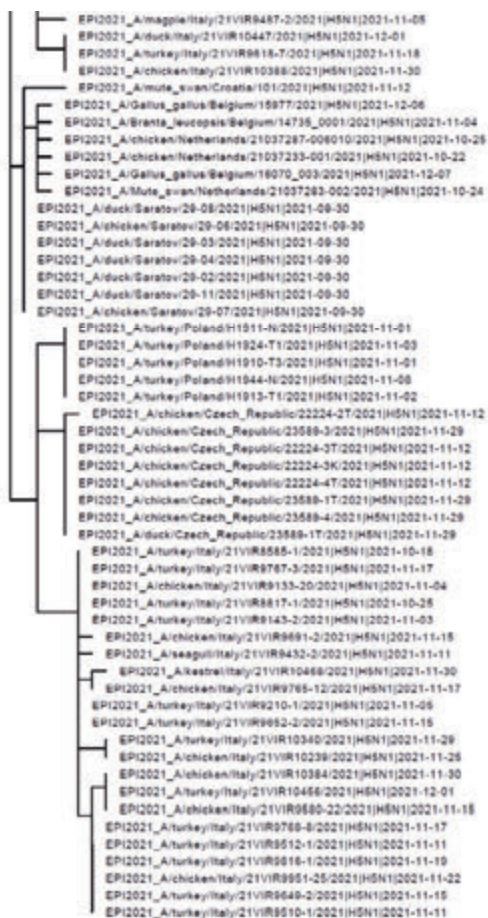 EPI2021_A/magpie/Italy/21VIR9487-2/2021|H5N1|2021-11-05
EPI2021_A/duck/Italy/21VIR10447/2021|H5N1|2021-12-01
EPI2021_A/turkey/Italy/21VIR9615-7/2021|H5N1|2021-11-18
EPI2021_A/chicken/Italy/21VIR10388/2021|H5N1|2021-11-30
EPI2021_A/mute_swan/Croatia/101/2021|H5N1|2021-11-12
EPI2021_A/Gallus_gallus/Belgium/15977/2021|H5N1|2021-12-06
EPI2021_A/Branta_leucopsis/Belgium/14735_0001/2021|H5N1|2021-11-04
EPI2021_A/chicken/Netherlands/21037287-006010/2021|H5N1|2021-10-25
EPI2021_A/chicken/Netherlands/21037233-001/2021|H5N1|2021-10-22
EPI2021_A/Gallus_gallus/Belgium/16070_003/2021|H5N1|2021-12-07
EPI2021_A/Mute_swan/Netherlands/21037283-002/2021|H5N1|2021-10-24
EPI2021_A/duck/Saratov/29-08/2021|H5N1|2021-09-30
EPI2021_A/chicken/Saratov/29-06/2021|H5N1|2021-09-30
EPI2021_A/duck/Saratov/29-03/2021|H5N1|2021-09-30
EPI2021_A/duck/Saratov/29-04/2021|H5N1|2021-09-30
EPI2021_A/duck/Saratov/29-02/2021|H5N1|2021-09-30
EPI2021_A/duck/Saratov/29-11/2021|H5N1|2021-09-30
EPI2021_A/chicken/Saratov/29-07/2021|H5N1|2021-09-30
EPI2021_A/turkey/Poland/H1911-N/2021|H5N1|2021-11-01
EPI2021_A/turkey/Poland/H1924-T1/2021|H5N1|2021-11-03
EPI2021_A/turkey/Poland/H1910-T3/2021|H5N1|2021-11-01
EPI2021_A/turkey/Poland/H1944-N/2021|H5N1|2021-11-08
EPI2021_A/turkey/Poland/H1913-T1/2021|H5N1|2021-11-02
EPI2021_A/chicken/Czech_Republic/22224-2T/2021|H5N1|2021-11-12
EPI2021_A/chicken/Czech_Republic/23589-3/2021|H5N1|2021-11-29
EPI2021_A/chicken/Czech_Republic/22224-3T/2021|H5N1|2021-11-12
EPI2021_A/chicken/Czech_Republic/22224-3K/2021|H5N1|2021-11-12
EPI2021_A/chicken/Czech_Republic/22224-4T/2021|H5N1|2021-11-12
EPI2021_A/chicken/Czech_Republic/23589-1T/2021|H5N1|2021-11-29
EPI2021_A/chicken/Czech_Republic/23589-4/2021|H5N1|2021-11-29
EPI2021_A/duck/Czech_Republic/23589-1T/2021|H5N1|2021-11-29
EPI2021_A/turkey/Italy/21VIR8585-1/2021|H5N1|2021-10-18
EPI2021_A/turkey/Italy/21VIR9767-3/2021|H5N1|2021-11-17
EPI2021_A/chicken/Italy/21VIR9133-20/2021|H5N1|2021-11-04
EPI2021_A/turkey/Italy/21VIR8817-1/2021|H5N1|2021-10-25
EPI2021_A/turkey/Italy/21VIR9143-2/2021|H5N1|2021-11-03
EPI2021_A/chicken/Italy/21VIR9691-2/2021|H5N1|2021-11-15
EPI2021_A/seagull/Italy/21VIR9432-2/2021|H5N1|2021-11-11
EPI2021_A/kestrel/Italy/21VIR10468/2021|H5N1|2021-11-30
EPI2021_A/chicken/Italy/21VIR9765-12/2021|H5N1|2021-11-17
EPI2021_A/turkey/Italy/21VIR9210-1/2021|H5N1|2021-11-05
EPI2021_A/turkey/Italy/21VIR9652-2/2021|H5N1|2021-11-15
EPI2021_A/turkey/Italy/21VIR10340/2021|H5N1|2021-11-29
EPI2021_A/chicken/Italy/21VIR10239/2021|H5N1|2021-11-25
EPI2021_A/chicken/Italy/21VIR10384/2021|H5N1|2021-11-30
EPI2021_A/turkey/Italy/21VIR10456/2021|H5N1|2021-12-01
EPI2021_A/chicken/Italy/21VIR9580-22/2021|H5N1|2021-11-15
EPI2021_A/turkey/Italy/21VIR9769-8/2021|H5N1|2021-11-17
EPI2021_A/turkey/Italy/21VIR9512-1/2021|H5N1|2021-11-11
EPI2021_A/turkey/Italy/21VIR9816-1/2021|H5N1|2021-11-19
EPI2021_A/chicken/Italy/21VIR9951-25/2021|H5N1|2021-11-22
EPI2021_A/turkey/Italy/21VIR9649-2/2021|H5N1|2021-11-15
EPI2021_A/turkey/Italy/21VIR9510-1/2021|H5N1|2021-11-11